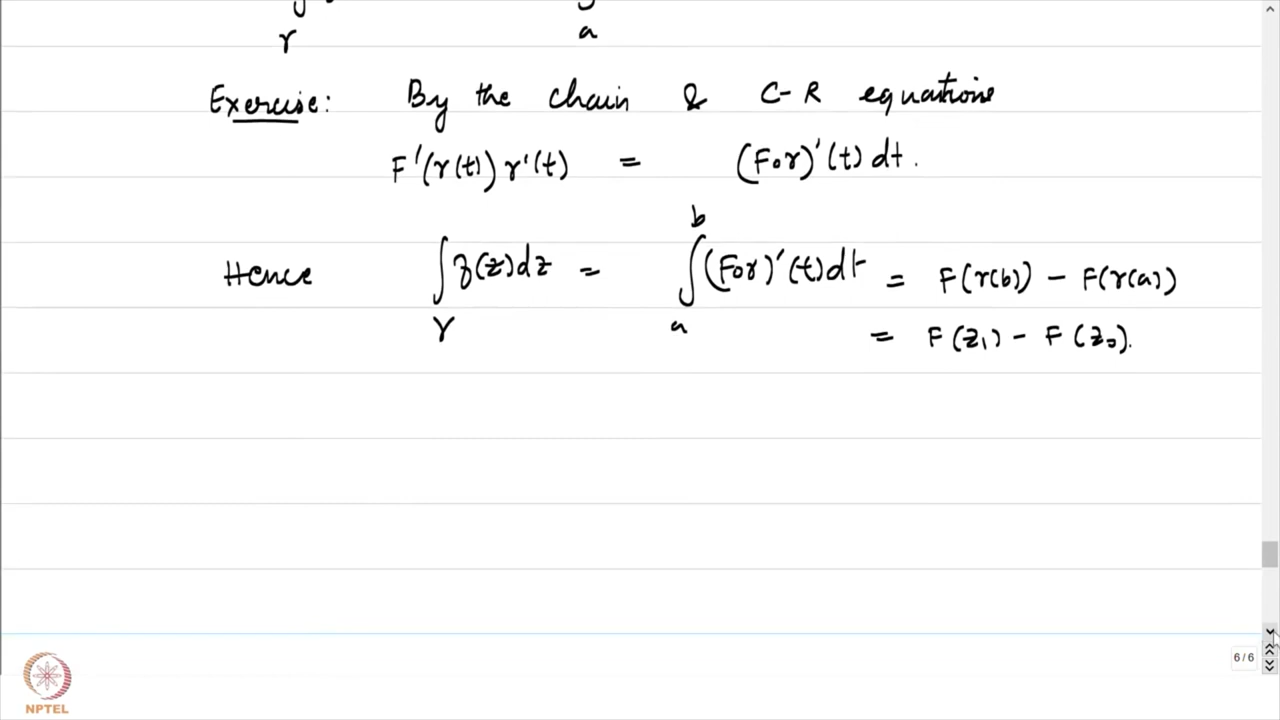 γ a
Exercise: By the chain & C-R equations
F'(γ(t)) γ'(t) = (F∘γ)'(t) dt.
Hence ∫_γ f(z)dz = ∫_a^b (F∘γ)'(t)dt = F(γ(b)) - F(γ(a))
= F(z₁) - F(z₀).
6 / 6
NPTEL